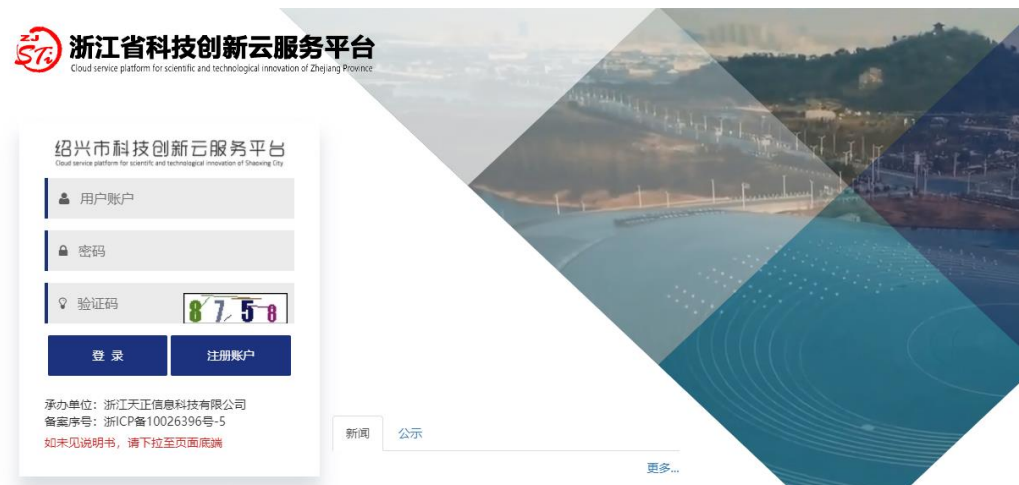 ZJ
STi
浙江省科技创新云服务平台
Cloud service platform for scientific and technological innovation of Zhejiang Province
绍兴市科技创新云服务平台
Cloud service platform for scientific and technological innovation of Shaoxing City
用户账户
密码
验证码
8758
登 录 注册账户
承办单位：浙江天正信息科技有限公司
备案序号：浙ICP备10026396号-5
如未见说明书，请下拉至页面底端
新闻 公示
更多...